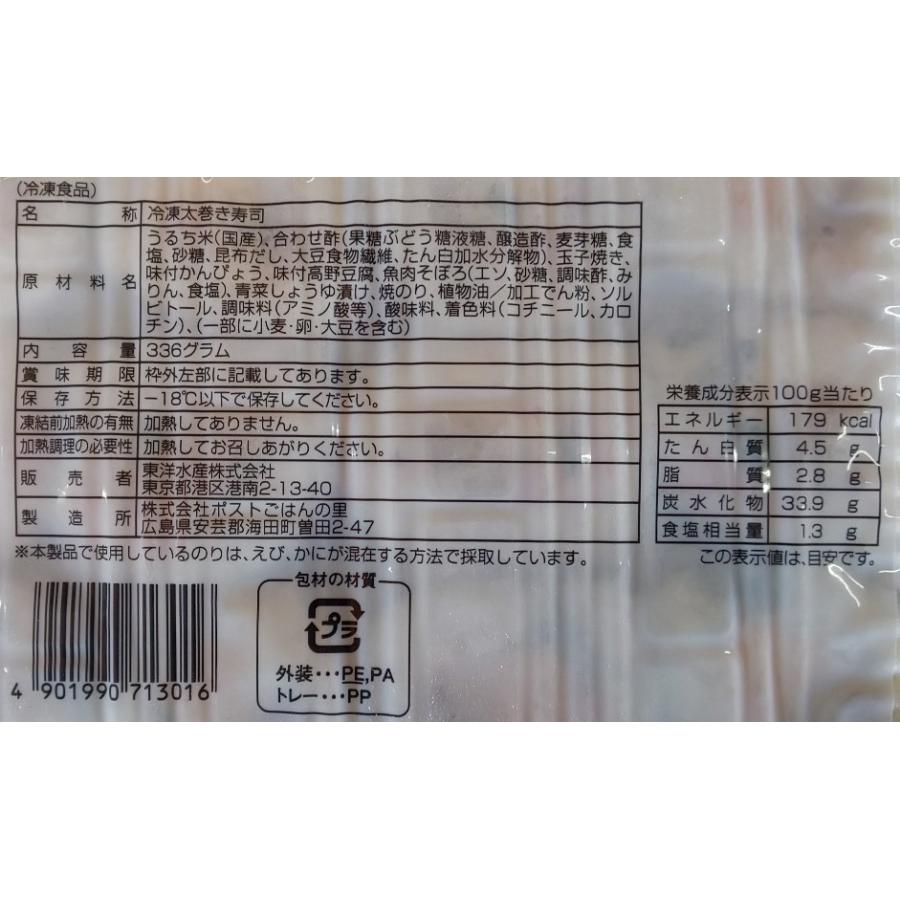 (冷凍食品)
名称 冷凍太巻き寿司
原材料名 うるち米(国産)、合わせ酢(果糖ぶどう糖液糖、醸造酢、麦芽糖、食
塩、砂糖、昆布だし、大豆食物繊維、たん白加水分解物)、玉子焼き、
味付かんぴょう、味付高野豆腐、魚肉そぼろ(エソ、砂糖、調味酢、み
りん、食塩)、青菜しょうゆ漬け、焼のり、植物油／加工でん粉、ソル
ビトール、調味料(アミノ酸等)、酸味料、着色料(コチニール、カロ
チン)、(一部に小麦・卵・大豆を含む)
内容量 336グラム
賞味期限 枠外左部に記載してあります。
保存方法 −18℃以下で保存してください。
凍結前加熱の有無 加熱してありません。
加熱調理の必要性 加熱してお召しあがりください。
販売者 東洋水産株式会社
東京都港区港南2-13-40
製造所 株式会社ポストごはんの里
広島県安芸郡海田町曽田2-47
※本製品で使用しているのりは、えび、かにが混在する方法で採取しています。
栄養成分表示100g当たり
エネルギー 179 kcal
たん白質 4.5 g
脂質 2.8 g
炭水化物 33.9 g
食塩相当量 1.3 g
この表示値は、目安です。
4 901990 713016
包材の材質
プラ
外装・・・PE,PA
トレー・・・PP